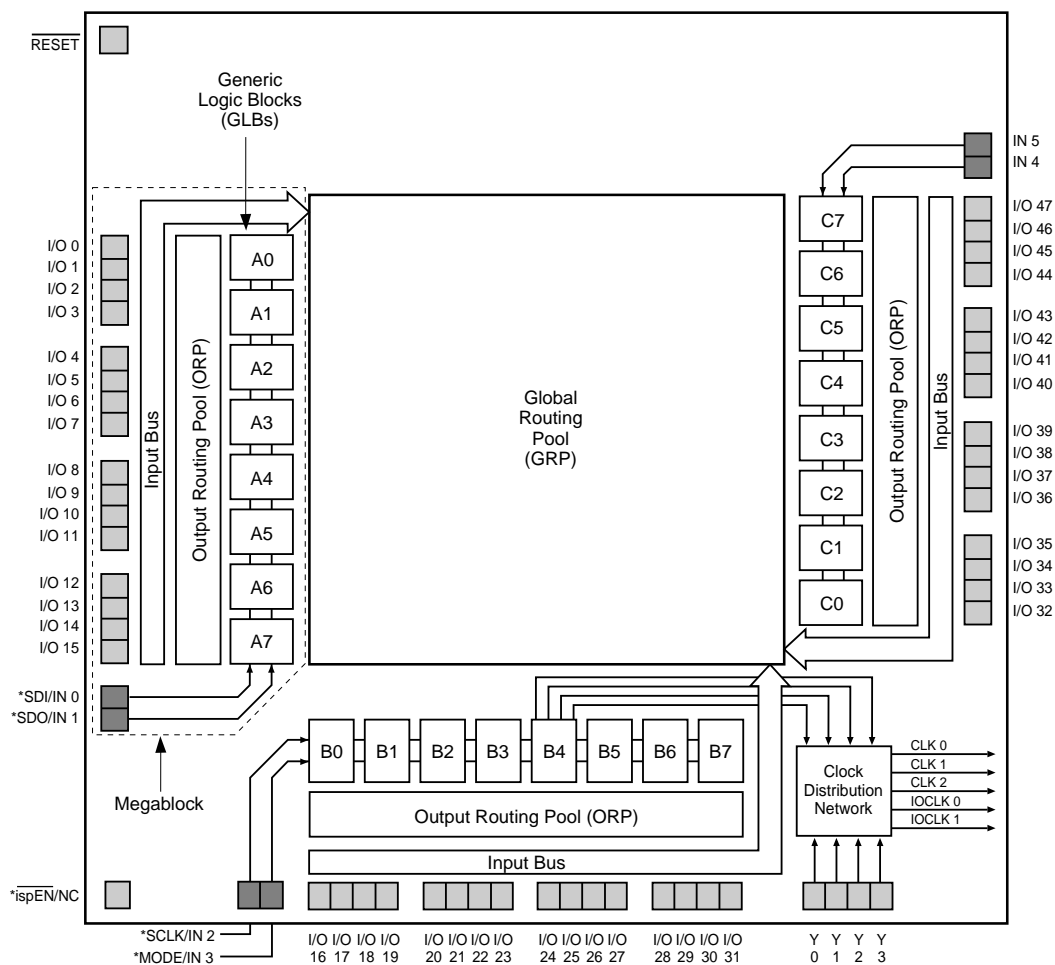 RESET
Generic
Logic Blocks
(GLBs)
IN 5
IN 4
I/O 0
I/O 1
I/O 2
I/O 3
I/O 4
I/O 5
I/O 6
I/O 7
I/O 8
I/O 9
I/O 10
I/O 11
I/O 12
I/O 13
I/O 14
I/O 15
*SDI/IN 0
*SDO/IN 1
Input Bus
Output Routing Pool (ORP)
A0
A1
A2
A3
A4
A5
A6
A7
Global
Routing
Pool
(GRP)
C7
C6
C5
C4
C3
C2
C1
C0
Output Routing Pool (ORP)
Input Bus
I/O 47
I/O 46
I/O 45
I/O 44
I/O 43
I/O 42
I/O 41
I/O 40
I/O 39
I/O 38
I/O 37
I/O 36
I/O 35
I/O 34
I/O 33
I/O 32
Megablock
B0 B1 B2 B3 B4 B5 B6 B7
Output Routing Pool (ORP)
Input Bus
Clock
Distribution
Network
CLK 0
CLK 1
CLK 2
IOCLK 0
IOCLK 1
*ispEN/NC
*SCLK/IN 2
*MODE/IN 3
I/O I/O I/O I/O I/O I/O I/O I/O I/O I/O I/O I/O I/O I/O I/O I/O
16 17 18 19 20 21 22 23 24 25 26 27 28 29 30 31
Y Y Y Y
0 1 2 3